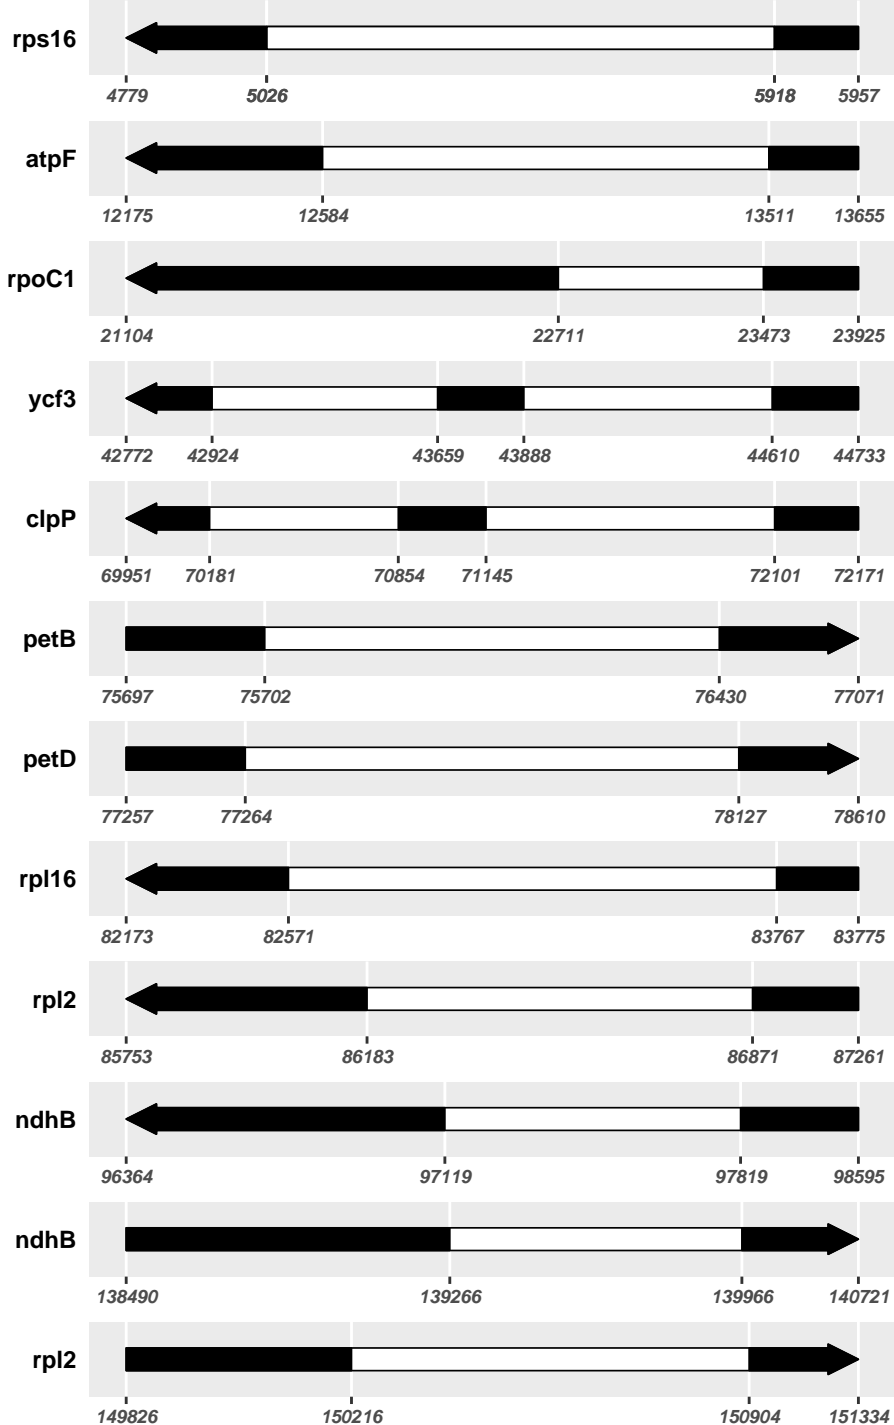 rps16
4779 5026 5918 5957
atpF
12175 12584 13511 13655
rpoC1
21104 22711 23473 23925
ycf3
42772 42924 43659 43888 44610 44733
clpP
69951 70181 70854 71145 72101 72171
petB
75697 75702 76430 77071
petD
77257 77264 78127 78610
rpl16
82173 82571 83767 83775
rpl2
85753 86183 86871 87261
ndhB
96364 97119 97819 98595
ndhB
138490 139266 139966 140721
rpl2
149826 150216 150904 151334